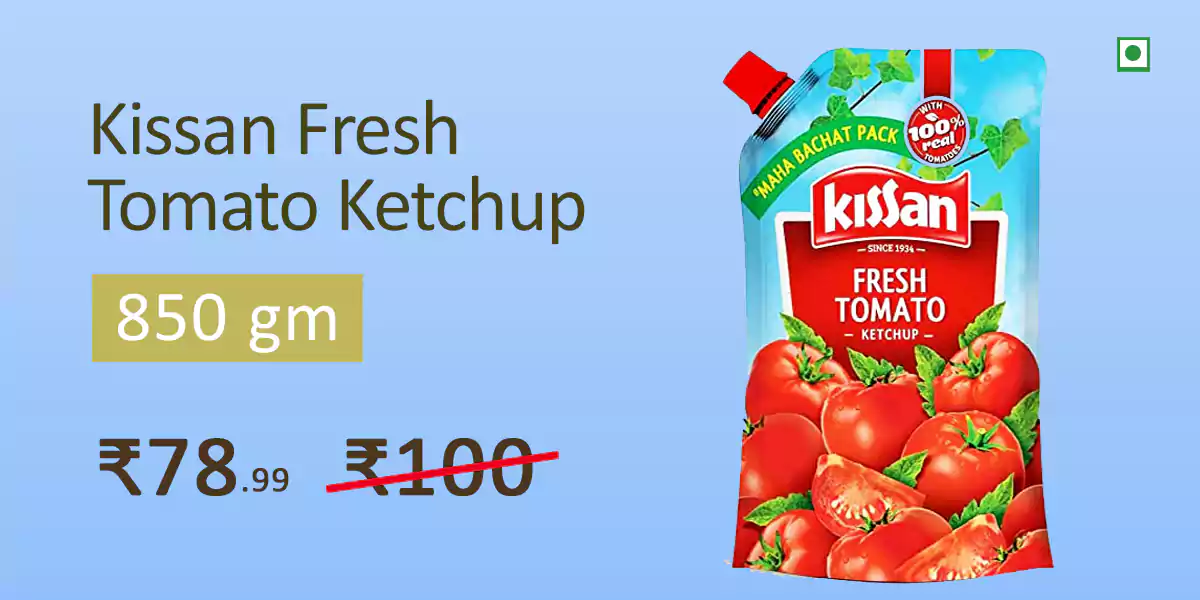 Kissan Fresh
Tomato Ketchup
850 gm
₹78.99 ₹100
*MAHA BACHAT PACK
WITH
100%
real
TOMATOES
Kissan
SINCE 1934
FRESH
TOMATO
KETCHUP